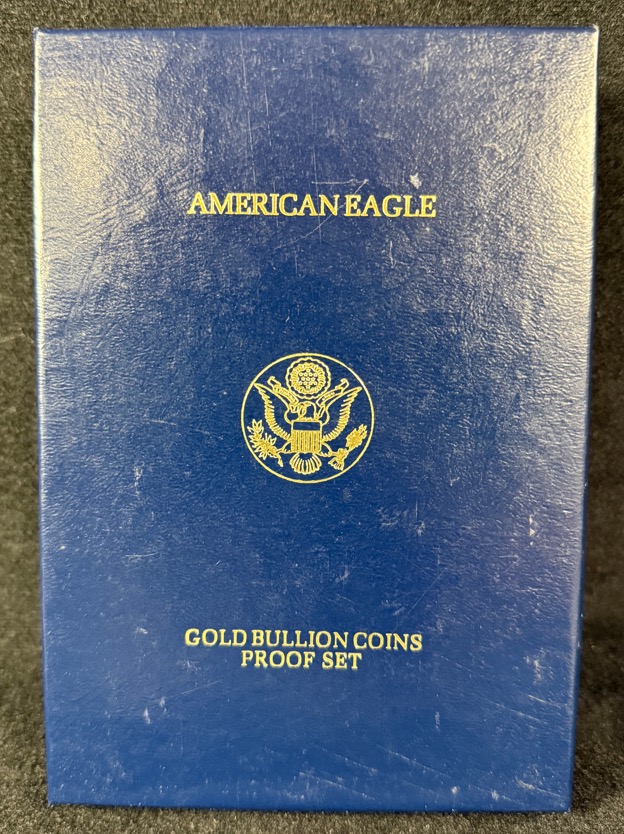 AMERICAN EAGLE
GOLD BULLION COINS
PROOF SET